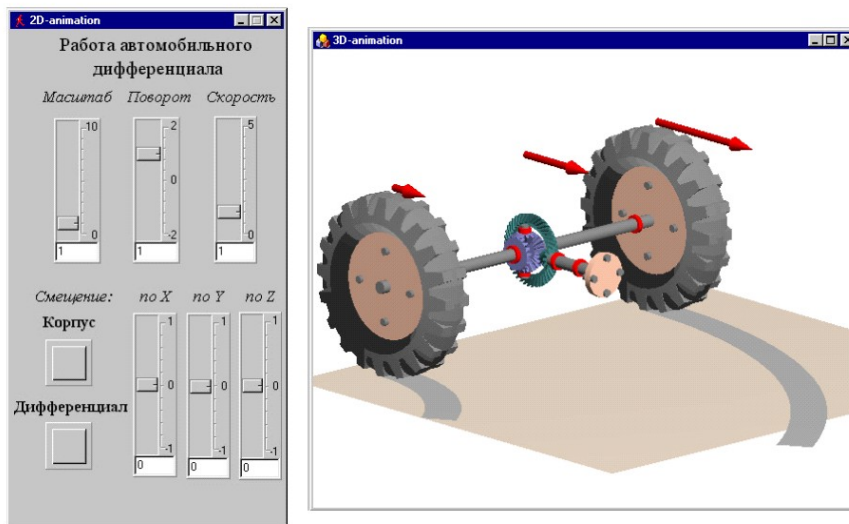 2D-animation
Работа автомобильного
дифференциала
Масштаб Поворот Скорость
10 2 5
0
0 -2 0
1 1 1
Смещение: по X по Y по Z
Корпус
1 1 1
0 0 0
Дифференциал
-1 -1 -1
0 0 0
3D-animation